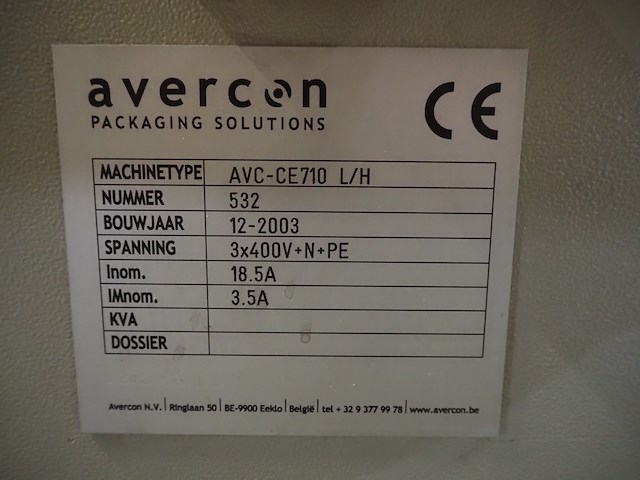 avercon
PACKAGING SOLUTIONS
CE
MACHINETYPE AVC-CE710 L/H
NUMMER 532
BOUWJAAR 12-2003
SPANNING 3x400V+N+PE
Inom. 18.5A
IMnom. 3.5A
KVA
DOSSIER
Avercon N.V. | Ringlaan 50 | BE-9900 Eeklo | België | tel + 32 9 377 99 78 | www.avercon.be